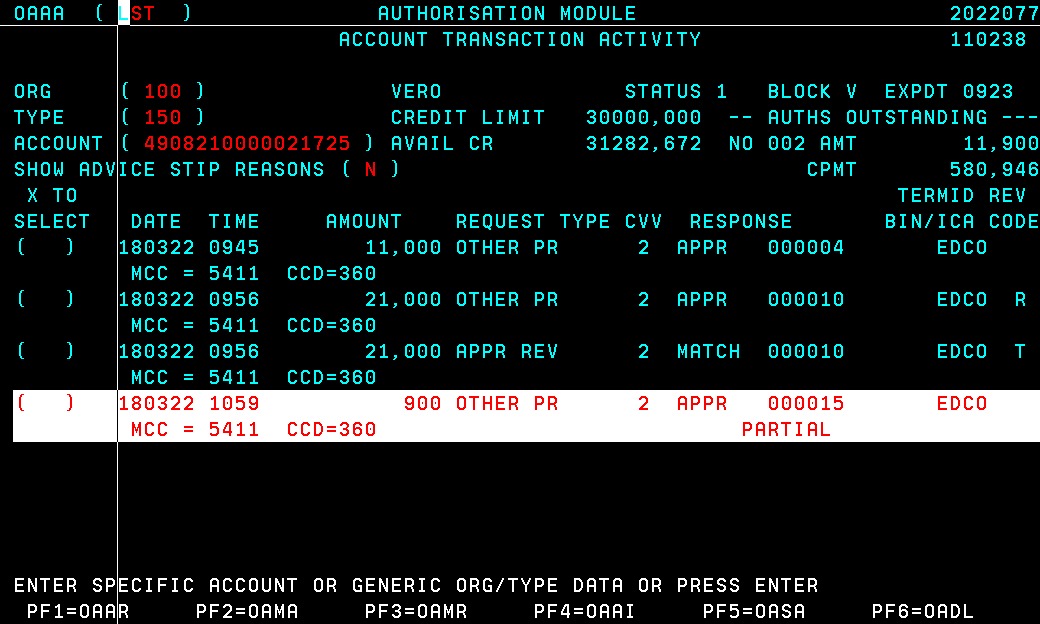 OAAA ( LST ) AUTHORISATION MODULE 2022077
ACCOUNT TRANSACTION ACTIVITY 110238
ORG ( 100 ) VERO STATUS 1 BLOCK V EXPDT 0923
TYPE ( 150 ) CREDIT LIMIT 30000,000 -- AUTHS OUTSTANDING ---
ACCOUNT ( 4908210000021725 ) AVAIL CR 31282,672 NO 002 AMT 11,900
SHOW ADVICE STIP REASONS ( N ) CPMT 580,946
X TO TERMID REV
SELECT DATE TIME AMOUNT REQUEST TYPE CVV RESPONSE BIN/ICA CODE
( ) 180322 0945 11,000 OTHER PR 2 APPR 000004 EDCO
MCC = 5411 CCD=360
( ) 180322 0956 21,000 OTHER PR 2 APPR 000010 EDCO R
MCC = 5411 CCD=360
( ) 180322 0956 21,000 APPR REV 2 MATCH 000010 EDCO T
MCC = 5411 CCD=360
( ) 180322 1059 900 OTHER PR 2 APPR 000015 EDCO
MCC = 5411 CCD=360 PARTIAL
ENTER SPECIFIC ACCOUNT OR GENERIC ORG/TYPE DATA OR PRESS ENTER
PF1=OAAR PF2=OAMA PF3=OAMR PF4=OAAI PF5=OASA PF6=OADL